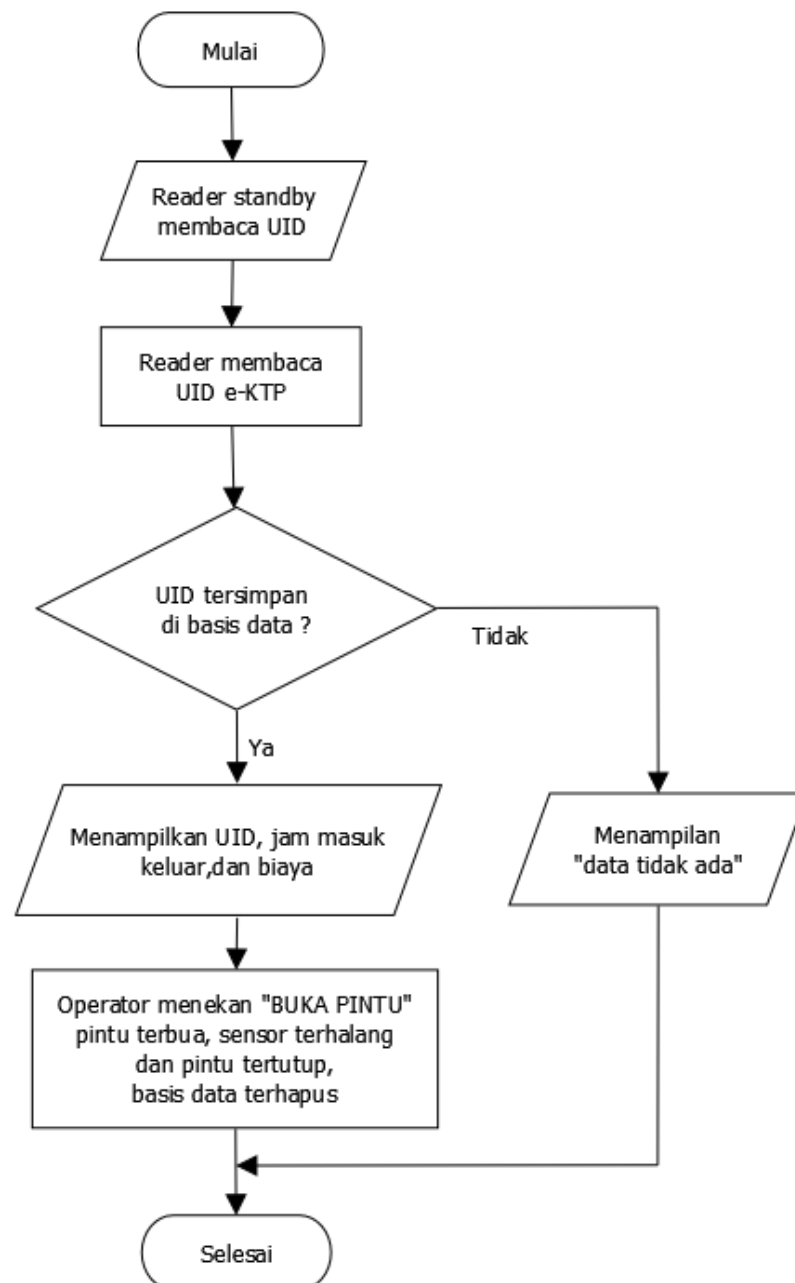 Mulai
Reader standby
membaca UID
Reader membaca
UID e-KTP
UID tersimpan
di basis data ?
Tidak
Ya
Menampilkan UID, jam masuk
keluar,dan biaya
Menampilan
"data tidak ada"
Operator menekan "BUKA PINTU"
pintu terbua, sensor terhalang
dan pintu tertutup,
basis data terhapus
Selesai